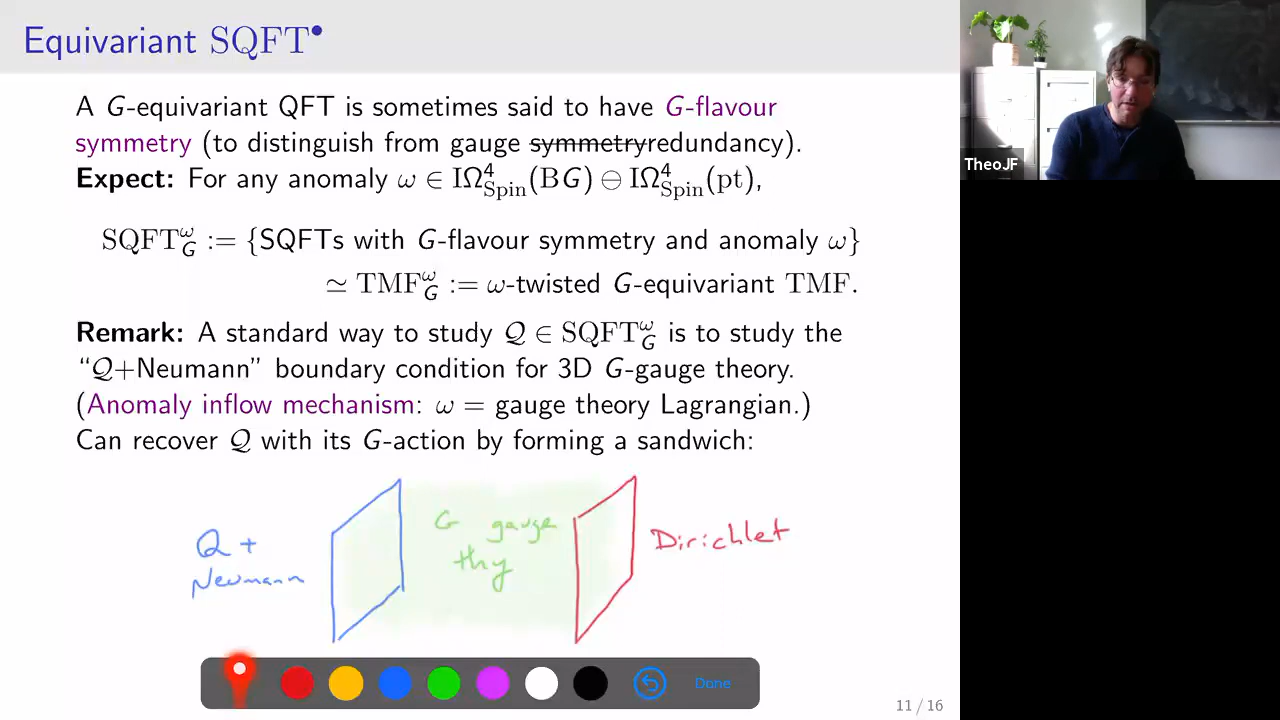 Equivariant SQFT•
A G-equivariant QFT is sometimes said to have G-flavour
symmetry (to distinguish from gauge symmetryredundancy).
Expect: For any anomaly ω ∈ IΩ⁴_Spin(BG) ⊖ IΩ⁴_Spin(pt),
SQFT^ω_G := {SQFTs with G-flavour symmetry and anomaly ω}
≃ TMF^ω_G := ω-twisted G-equivariant TMF.
Remark: A standard way to study 𝒬 ∈ SQFT^ω_G is to study the
“𝒬+Neumann” boundary condition for 3D G-gauge theory.
(Anomaly inflow mechanism: ω = gauge theory Lagrangian.)
Can recover 𝒬 with its G-action by forming a sandwich:
Q +
Neumann
G gauge
thy
Dirichlet
Done
11 / 16
TheoJF